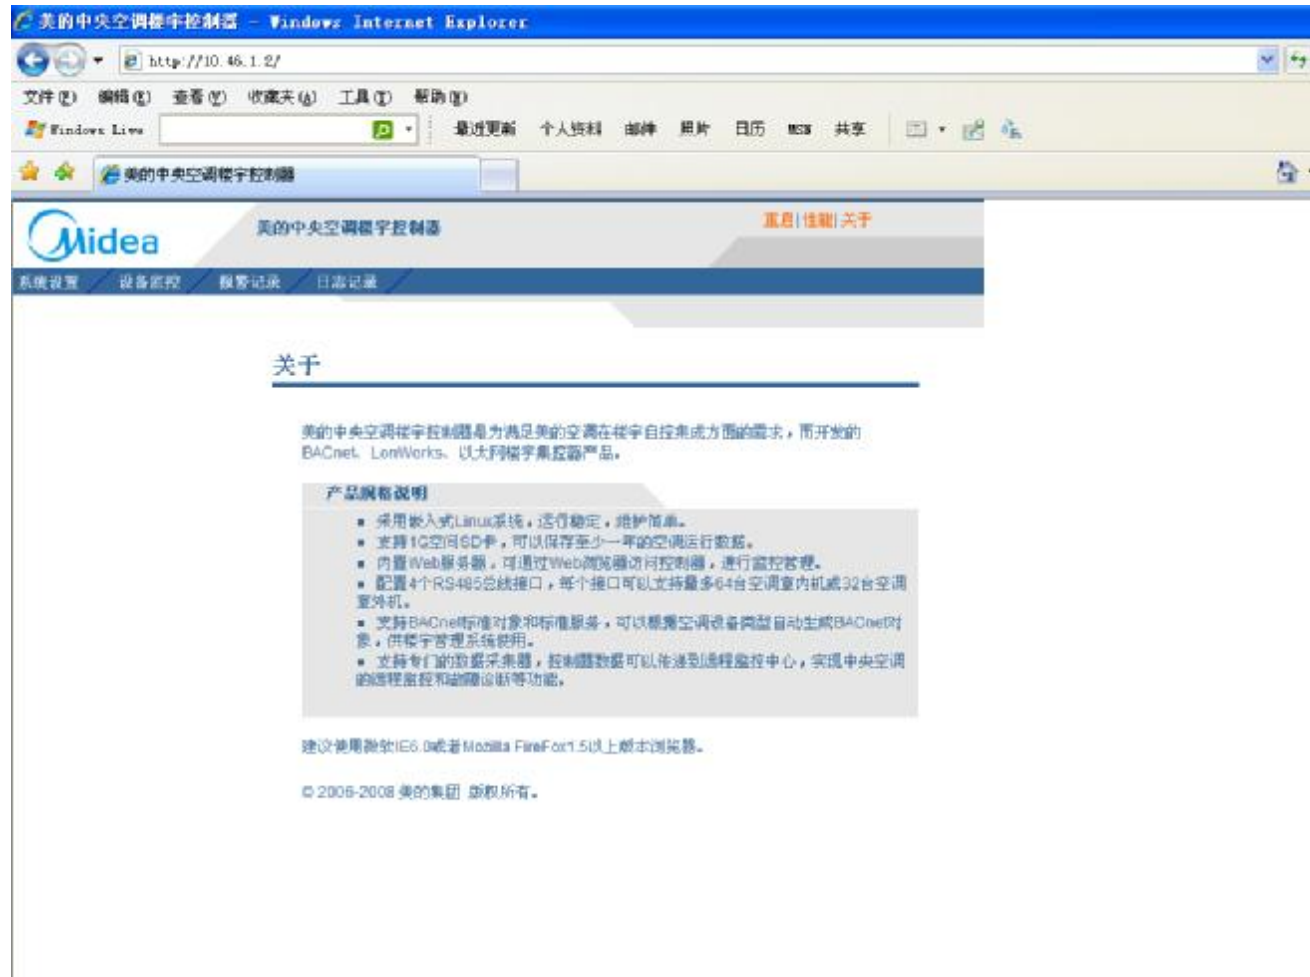 美的中央空调楼宇控制器 - Windows Internet Explorer
http://10.46.1.2/
文件(F) 编辑(E) 查看(V) 收藏夹(A) 工具(T) 帮助(H)
Windows Live 最近更新 个人资料 邮件 照片 日历 MSN 共享
美的中央空调楼宇控制器
Midea 美的中央空调楼宇控制器 重启|性能|关于
系统设置 设备监控 报警记录 日志记录
关于
美的中央空调楼宇控制器是为满足美的空调在楼宇自控集成方面的需求，而开发的
BACnet、LonWorks、以太网楼宇集控器产品。
产品规格说明
■ 采用嵌入式Linux系统，运行稳定，维护简单。
■ 支持1G空间SD卡，可以保存至少一年的空调运行数据。
■ 内置Web服务器，可通过Web浏览器访问控制器，进行监控管理。
■ 配置4个RS485总线接口，每个接口可以支持最多64台空调室内机或32台空调
室外机。
■ 支持BACnet标准对象和标准服务，可以根据空调设备类型自动生成BACnet对
象，供楼宇管理系统使用。
■ 支持专门的数据采集器，控制器数据可以传递到远程监控中心，实现中央空调
的远程监控和故障诊断等功能。
建议使用微软IE6.0或者Mozilla FireFox1.5以上版本浏览器。
© 2006-2008 美的集团 版权所有。